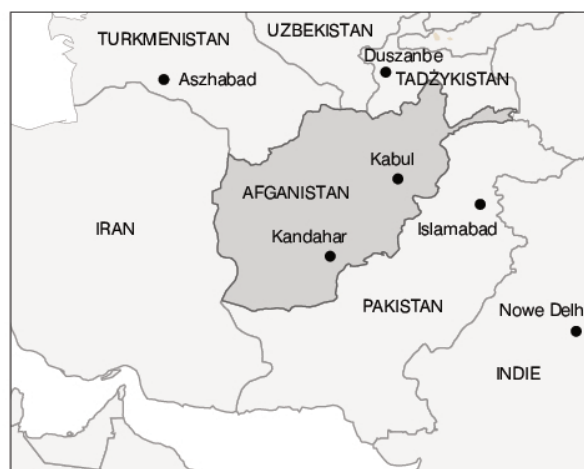 UZBEKISTAN
TURKMENISTAN
Duszanbe
Aszhabad
TADŻYKISTAN
Kabul
AFGANISTAN
IRAN
Kandahar
Islamabad
PAKISTAN
Nowe Delh
INDIE